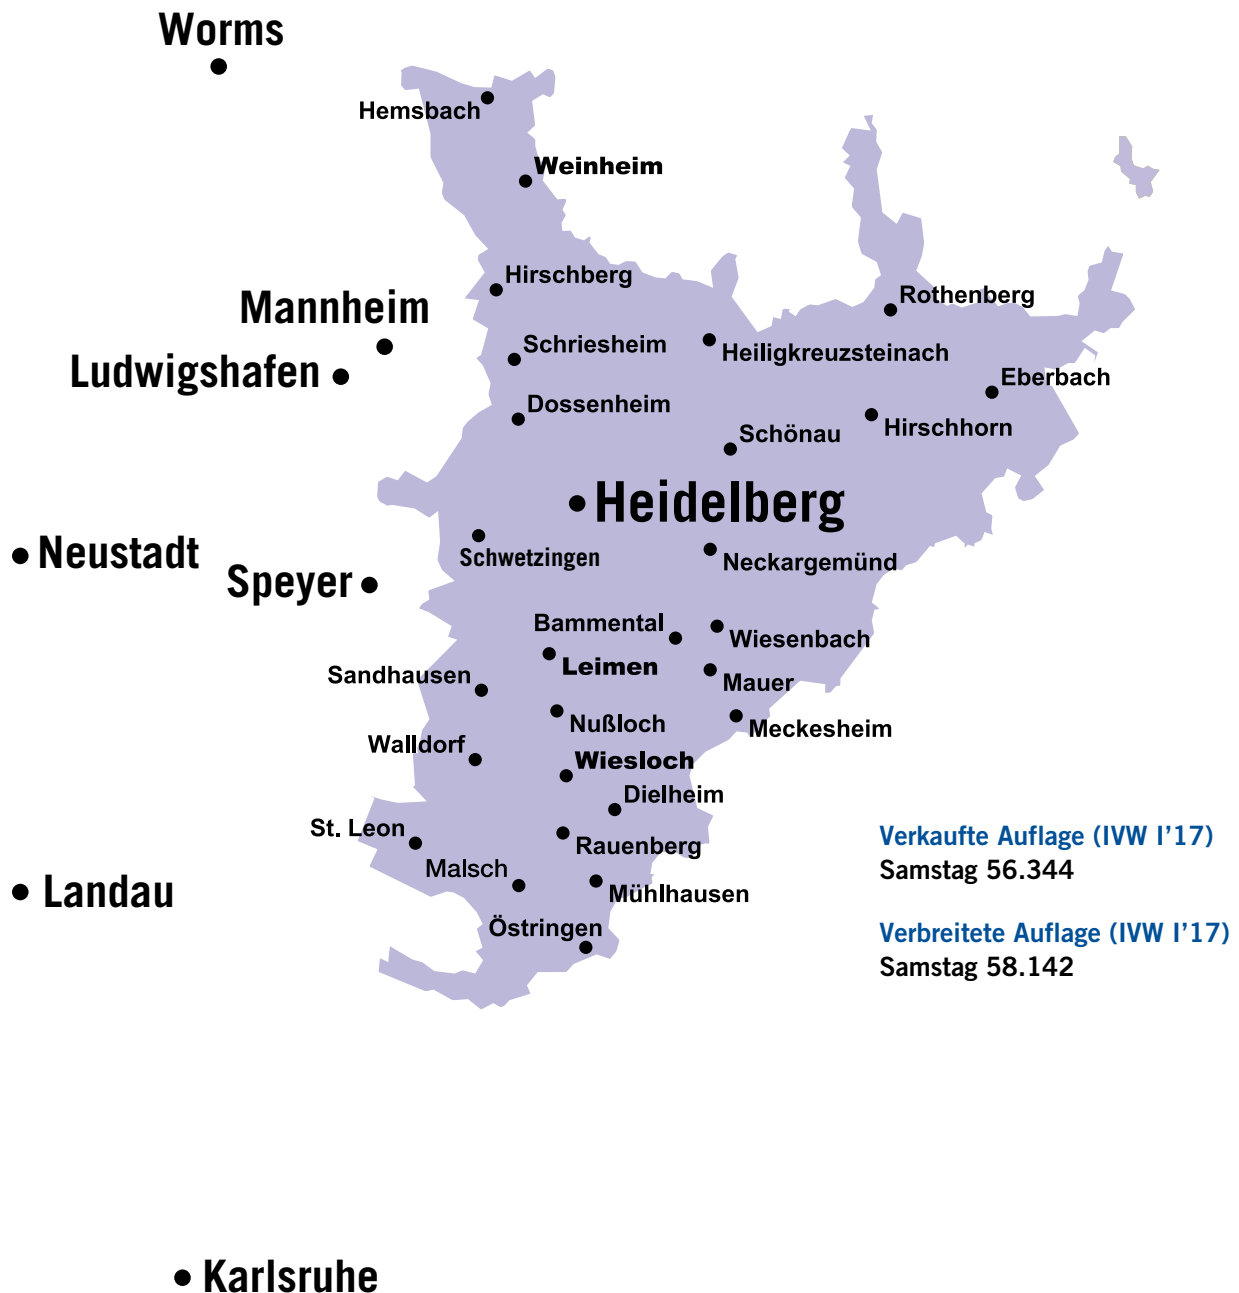 Worms
Hemsbach
Weinheim
Hirschberg
Mannheim
Rothenberg
Schriesheim
Heiligkreuzsteinach
Ludwigshafen
Eberbach
Dossenheim
Hirschhorn
Schönau
Heidelberg
Neustadt
Schwetzingen
Neckargemünd
Speyer
Bammental
Wiesenbach
Leimen
Sandhausen
Mauer
Nußloch
Meckesheim
Walldorf
Wiesloch
Dielheim
St. Leon
Rauenberg
Verkaufte Auflage (IVW I’17)
Samstag 56.344
Malsch
Landau
Mühlhausen
Östringen
Verbreitete Auflage (IVW I’17)
Samstag 58.142
Karlsruhe